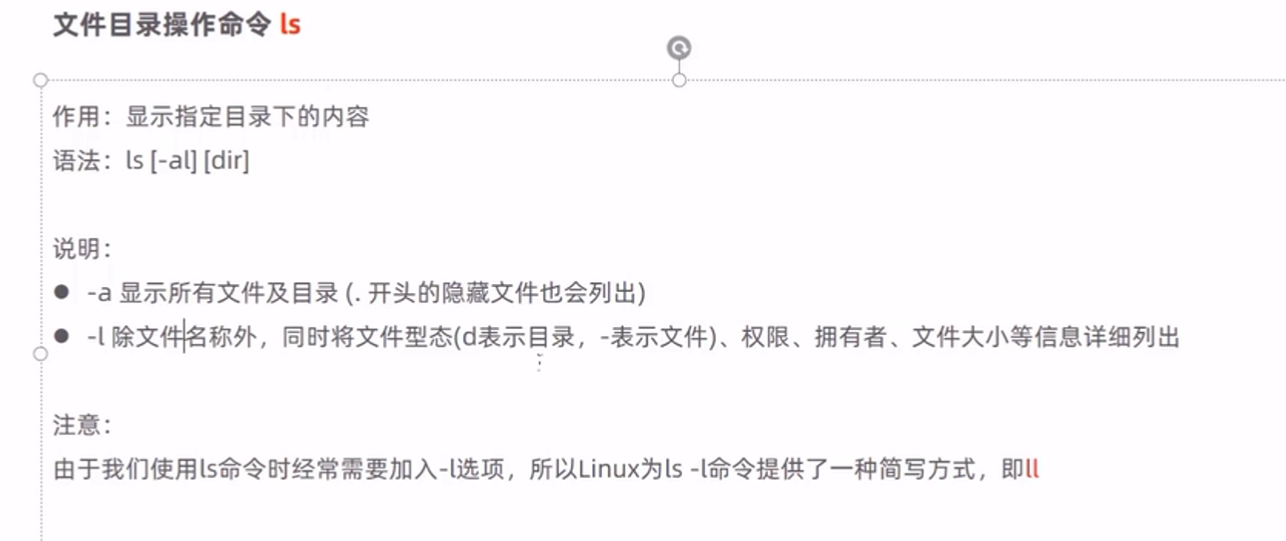 文件目录操作命令 ls
作用：显示指定目录下的内容
语法：ls [-al] [dir]
说明：
● -a 显示所有文件及目录 (. 开头的隐藏文件也会列出)
● -l 除文件名称外，同时将文件型态(d表示目录，-表示文件)、权限、拥有者、文件大小等信息详细列出
注意：
由于我们使用ls命令时经常需要加入-l选项，所以Linux为ls -l命令提供了一种简写方式，即ll